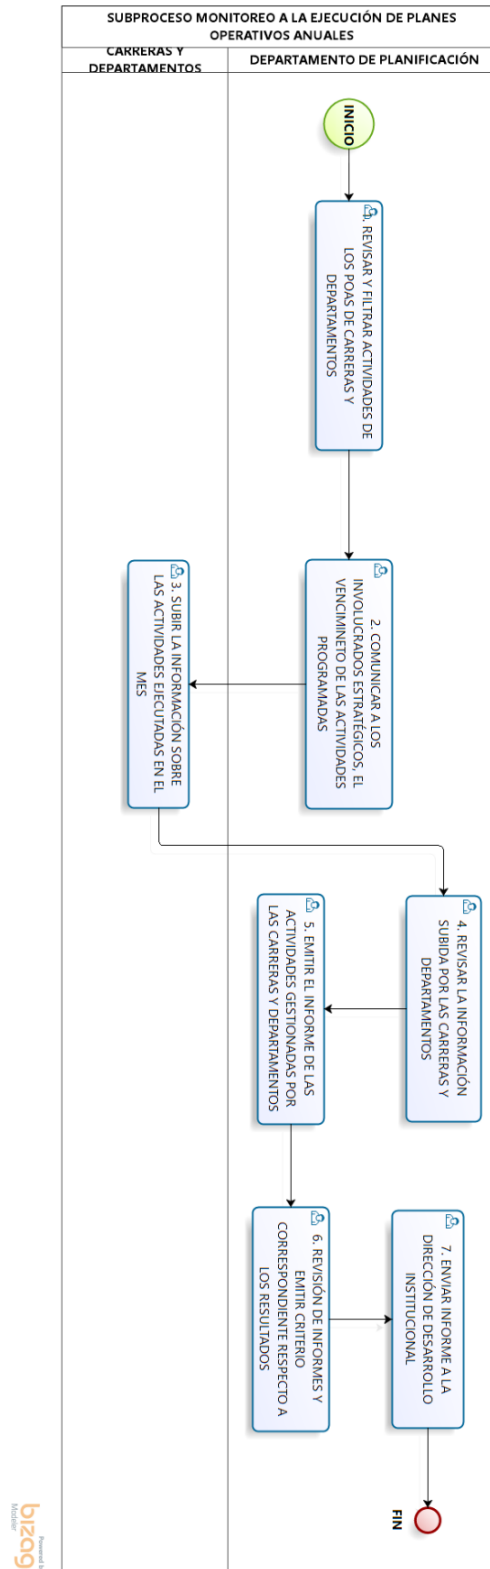 SUBPROCESO MONITOREO A LA EJECUCIÓN DE PLANES
OPERATIVOS ANUALES
CARRERAS Y
DEPARTAMENTOS
DEPARTAMENTO DE PLANIFICACIÓN
INICIO
1. REVISAR Y FILTRAR ACTIVIDADES DE
LOS POAS DE CARRERAS Y
DEPARTAMENTOS
2. COMUNICAR A LOS
INVOLUCRADOS ESTRATÉGICOS, EL
VENCIMINETO DE LAS ACTIVIDADES
PROGRAMADAS
3. SUBIR LA INFORMACIÓN SOBRE
LAS ACTIVIDADES EJECUTADAS EN EL
MES
4. REVISAR LA INFORMACIÓN
SUBIDA POR LAS CARRERAS Y
DEPARTAMENTOS
5. EMITIR EL INFORME DE LAS
ACTIVIDADES GESTIONADAS POR
LAS CARRERAS Y DEPARTAMENTOS
6. REVISIÓN DE INFORMES Y
EMITIR CRITERIO
CORRESPONDIENTE RESPECTO A
LOS RESULTADOS
7. ENVIAR INFORME A LA
DIRECCIÓN DE DESARROLLO
INSTITUCIONAL
FIN
Powered by
bizagi
Modeler